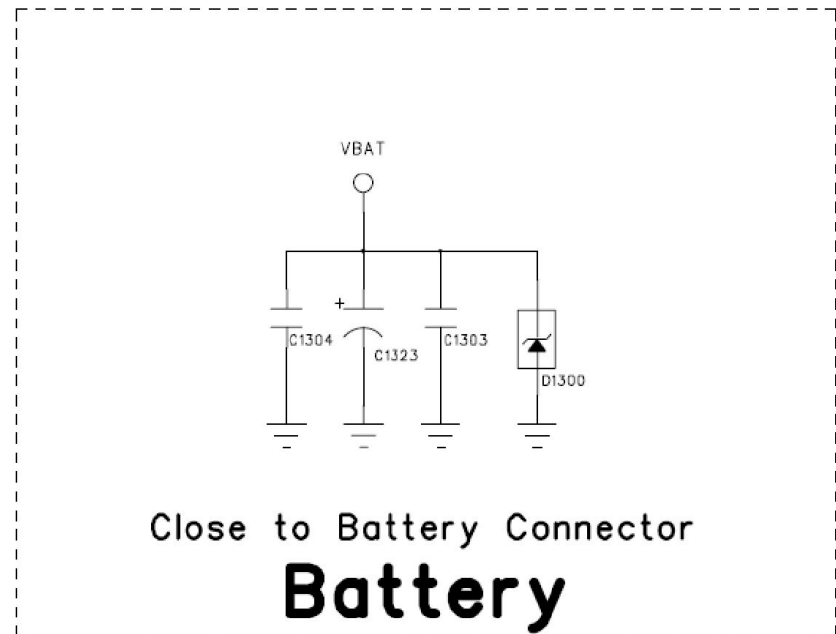 VBAT
+
C1304
C1323
C1303
D1300
Close to Battery Connector
Battery